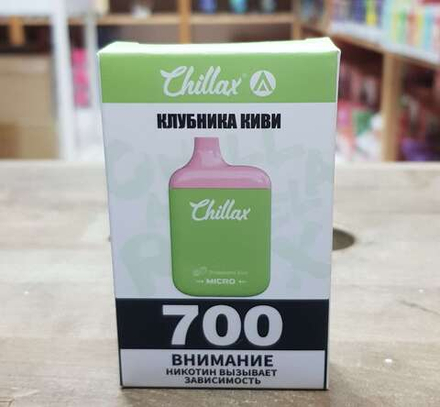 Chillax
КЛУБНИКА КИВИ
Chillax
MICRO
700
ВНИМАНИЕ
НИКОТИН ВЫЗЫВАЕТ
ЗАВИСИМОСТЬ